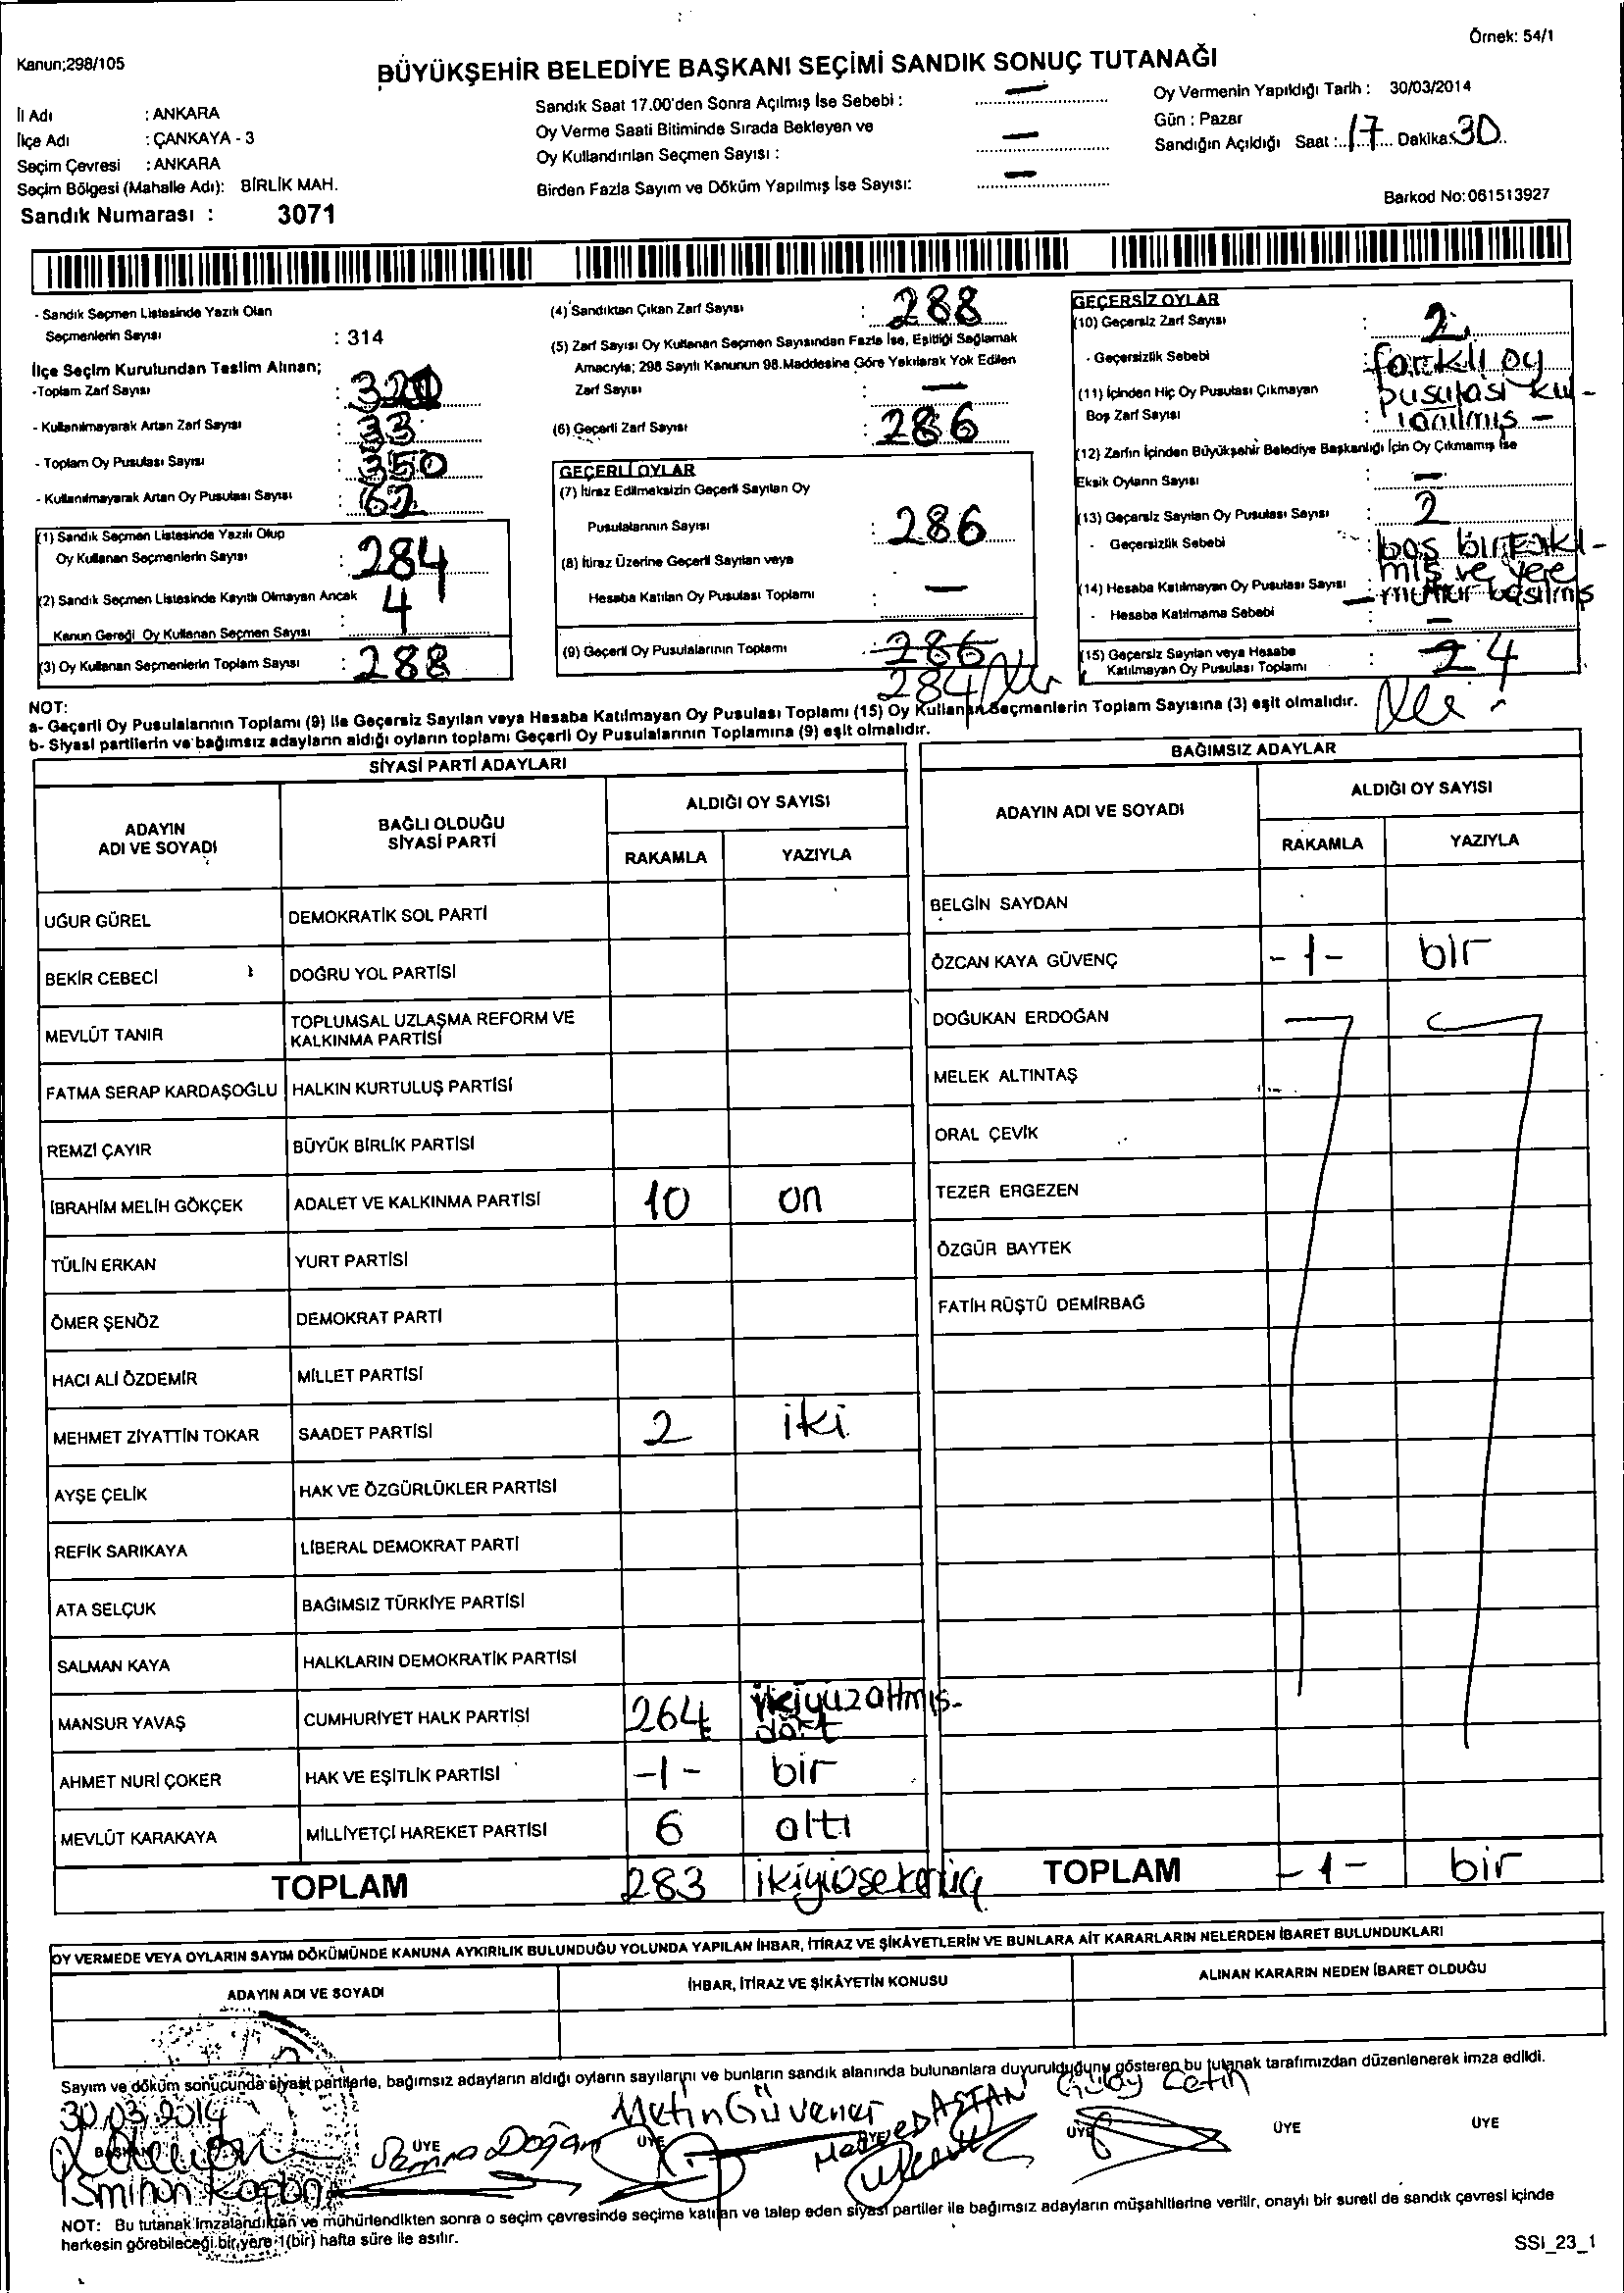 Örnek: 54/1
Kanun;298/105
BÜYÜKŞEHİR BELEDİYE BAŞKANI SEÇİMİ SANDIK SONUÇ TUTANAĞI
İl Adı : ANKARA
İlçe Adı : ÇANKAYA - 3
Seçim Çevresi : ANKARA
Seçim Bölgesi (Mahalle Adı): BİRLİK MAH.
Sandık Numarası : 3071
Sandık Saat 17.00'den Sonra Açılmış İse Sebebi : —
Oy Verme Saati Bitiminde Sırada Bekleyen ve
Oy Kullandırılan Seçmen Sayısı : —
Birden Fazla Sayım ve Döküm Yapılmış İse Sayısı: —
Oy Vermenin Yapıldığı Tarih : 30/03/2014
Gün : Pazar
Sandığın Açıldığı Saat : 17 Dakika: 30
Barkod No:061513927
- Sandık Seçmen Listesinde Yazılı Olan
Seçmenlerin Sayısı : 314
İlçe Seçim Kurulundan Teslim Alınan;
-Toplam Zarf Sayısı : 320
- Kullanılmayarak Artan Zarf Sayısı : 33
- Toplam Oy Pusulası Sayısı : 350
- Kullanılmayarak Artan Oy Pusulası Sayısı : 62
(1) Sandık Seçmen Listesinde Yazılı Olup
Oy Kullanan Seçmenlerin Sayısı : 284
(2) Sandık Seçmen Listesinde Kayıtlı Olmayan Ancak
Kanun Gereği Oy Kullanan Seçmen Sayısı : 4
(3) Oy Kullanan Seçmenlerin Toplam Sayısı : 288
(4) Sandıktan Çıkan Zarf Sayısı : 288
(5) Zarf Sayısı Oy Kullanan Seçmen Sayısından Fazla İse, Eşitliği Sağlamak
Amacıyla; 298 Sayılı Kanunun 98.Maddesine Göre Yakılarak Yok Edilen
Zarf Sayısı : —
(6) Geçerli Zarf Sayısı : 286
GEÇERLİ OYLAR
(7) İtiraz Edilmeksizin Geçerli Sayılan Oy
Pusulalarının Sayısı : 286
(8) İtiraz Üzerine Geçerli Sayılan veya
Hesaba Katılan Oy Pusulası Toplamı : —
(9) Geçerli Oy Pusulalarının Toplamı : 286
284
GEÇERSİZ OYLAR
(10) Geçersiz Zarf Sayısı : 2
- Geçersizlik Sebebi : farklı oy
pusulası kul-
lanılmış
(11) İçinden Hiç Oy Pusulası Çıkmayan
Boş Zarf Sayısı : —
(12) Zarfın İçinden Büyükşehir Belediye Başkanlığı İçin Oy Çıkmamış İse
Eksik Oyların Sayısı : —
(13) Geçersiz Sayılan Oy Pusulası Sayısı : 2
- Geçersizlik Sebebi : boş bırakıl-
mış ve yere
mühür basılmış
(14) Hesaba Katılmayan Oy Pusulası Sayısı : —
- Hesaba Katılmama Sebebi : —
(15) Geçersiz Sayılan veya Hesaba
Katılmayan Oy Pusulası Toplamı : 2 4
NOT:
a- Geçerli Oy Pusulalarının Toplamı (9) ile Geçersiz Sayılan veya Hesaba Katılmayan Oy Pusulası Toplamı (15) Oy Kullanan Seçmenlerin Toplam Sayısına (3) eşit olmalıdır.
b- Siyasi partilerin ve bağımsız adayların aldığı oyların toplamı Geçerli Oy Pusulalarının Toplamına (9) eşit olmalıdır.
SİYASİ PARTİ ADAYLARI
ADAYIN ADI VE SOYADI
BAĞLI OLDUĞU SİYASİ PARTİ
ALDIĞI OY SAYISI
RAKAMLA YAZIYLA
UĞUR GÜREL DEMOKRATİK SOL PARTİ
BEKİR CEBECİ DOĞRU YOL PARTİSİ
MEVLÜT TANIR TOPLUMSAL UZLAŞMA REFORM VE KALKINMA PARTİSİ
FATMA SERAP KARDAŞOĞLU HALKIN KURTULUŞ PARTİSİ
REMZİ ÇAYIR BÜYÜK BİRLİK PARTİSİ
İBRAHİM MELİH GÖKÇEK ADALET VE KALKINMA PARTİSİ 10 on
TÜLİN ERKAN YURT PARTİSİ
ÖMER ŞENÖZ DEMOKRAT PARTİ
HACI ALİ ÖZDEMİR MİLLET PARTİSİ
MEHMET ZİYATTİN TOKAR SAADET PARTİSİ 2 iki
AYŞE ÇELİK HAK VE ÖZGÜRLÜKLER PARTİSİ
REFİK SARIKAYA LİBERAL DEMOKRAT PARTİ
ATA SELÇUK BAĞIMSIZ TÜRKİYE PARTİSİ
SALMAN KAYA HALKLARIN DEMOKRATİK PARTİSİ
MANSUR YAVAŞ CUMHURİYET HALK PARTİSİ 264 ikiyüzaltmış-
dört
AHMET NURİ ÇOKER HAK VE EŞİTLİK PARTİSİ -1- bir
MEVLÜT KARAKAYA MİLLİYETÇİ HAREKET PARTİSİ 6 altı
TOPLAM 283
BAĞIMSIZ ADAYLAR
ADAYIN ADI VE SOYADI
ALDIĞI OY SAYISI
RAKAMLA YAZIYLA
BELGİN SAYDAN
ÖZCAN KAYA GÜVENÇ -1- bir
DOĞUKAN ERDOĞAN
MELEK ALTINTAŞ
ORAL ÇEVİK
TEZER ERGEZEN
ÖZGÜR BAYTEK
FATİH RÜŞTÜ DEMİRBAĞ
TOPLAM -1- bir
OY VERMEDE VEYA OYLARIN SAYIM DÖKÜMÜNDE KANUNA AYKIRILIK BULUNDUĞU YOLUNDA YAPILAN İHBAR, İTİRAZ VE ŞİKÂYETLERİN VE BUNLARA AİT KARARLARIN NELERDEN İBARET BULUNDUKLARI
ADAYIN ADI VE SOYADI
İHBAR, İTİRAZ VE ŞİKÂYETİN KONUSU
ALINAN KARARIN NEDEN İBARET OLDUĞU
Sayım ve döküm sonucunda siyasi partilerle, bağımsız adayların aldığı oyların sayılarını ve bunların sandık alanında bulunanlara duyurulduğunu gösteren bu tutanak tarafımızdan düzenlenerek imza edildi.
30.03.2014
Metin Güvener
Gülay Çetin
BAŞKAN ÜYE ÜYE ÜYE ÜYE ÜYE ÜYE
Semra Doğan
NOT: Bu tutanak imzalandıktan ve mühürlendikten sonra o seçim çevresinde seçime katılan ve talep eden siyasi partiler ile bağımsız adayların müşahitlerine verilir, onaylı bir sureti de sandık çevresi içinde
herkesin görebileceği bir yere 1(bir) hafta süre ile asılır.
SSI_23_1